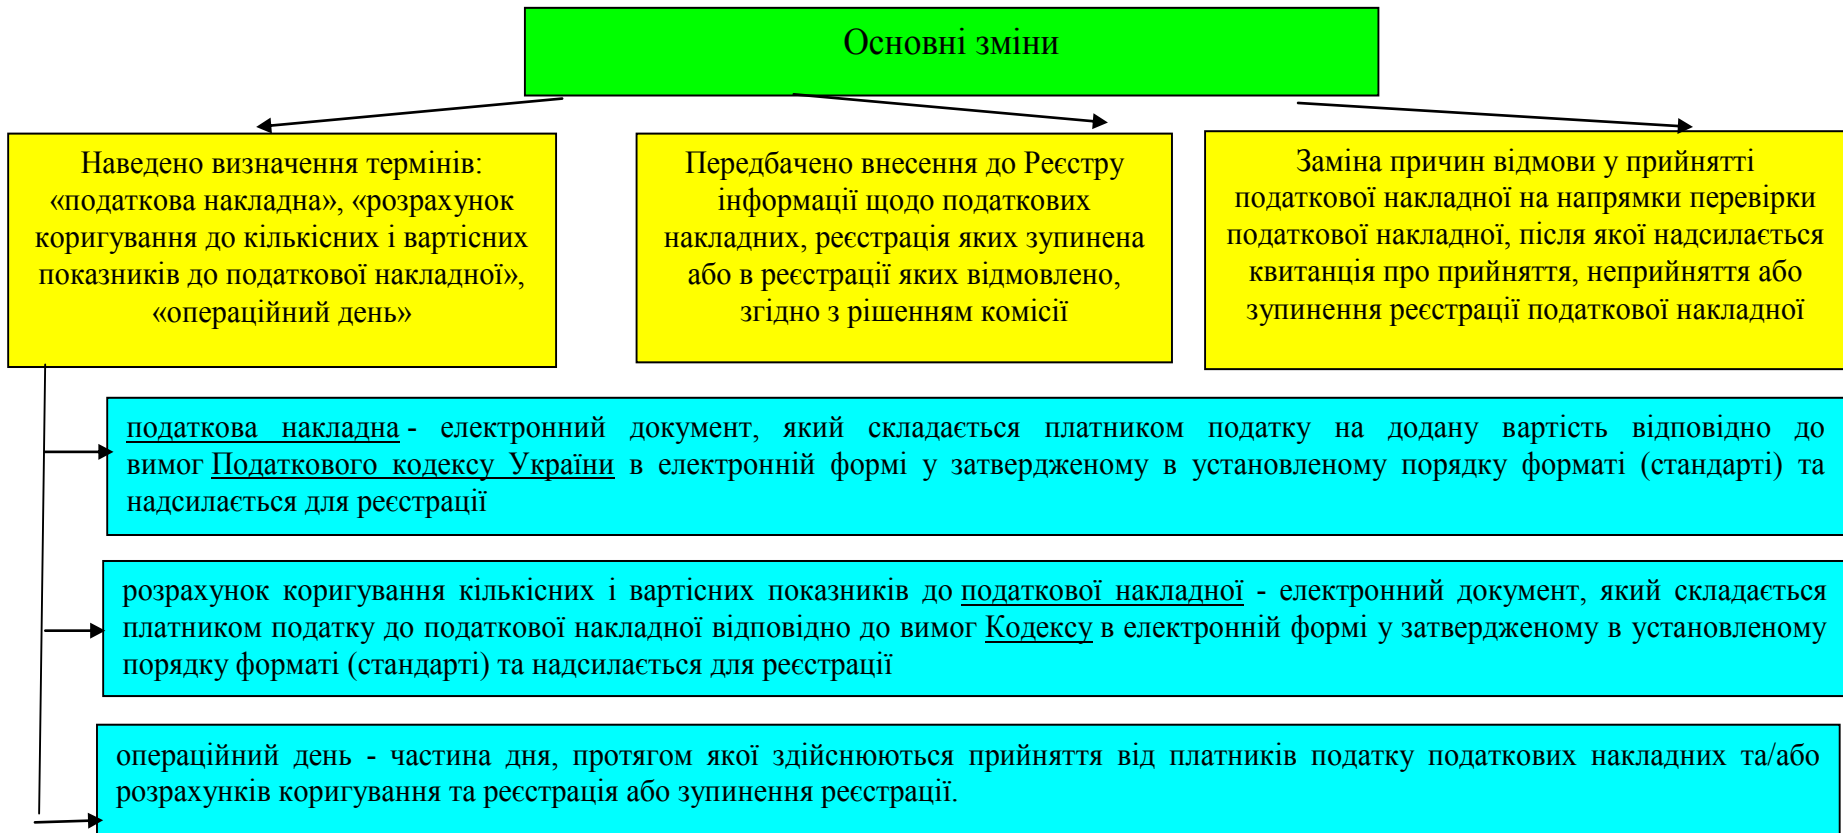 Основні зміни
Наведено визначення термінів:
«податкова накладна», «розрахунок
коригування до кількісних і вартісних
показників до податкової накладної»,
«операційний день»
Передбачено внесення до Реєстру
інформації щодо податкових
накладних, реєстрація яких зупинена
або в реєстрації яких відмовлено,
згідно з рішенням комісії
Заміна причин відмови у прийнятті
податкової накладної на напрямки перевірки
податкової накладної, після якої надсилається
квитанція про прийняття, неприйняття або
зупинення реєстрації податкової накладної
податкова накладна - електронний документ, який складається платником податку на додану вартість відповідно до
вимог Податкового кодексу України в електронній формі у затвердженому в установленому порядку форматі (стандарті) та
надсилається для реєстрації
розрахунок коригування кількісних і вартісних показників до податкової накладної - електронний документ, який складається
платником податку до податкової накладної відповідно до вимог Кодексу в електронній формі у затвердженому в установленому
порядку форматі (стандарті) та надсилається для реєстрації
операційний день - частина дня, протягом якої здійснюються прийняття від платників податку податкових накладних та/або
розрахунків коригування та реєстрація або зупинення реєстрації.